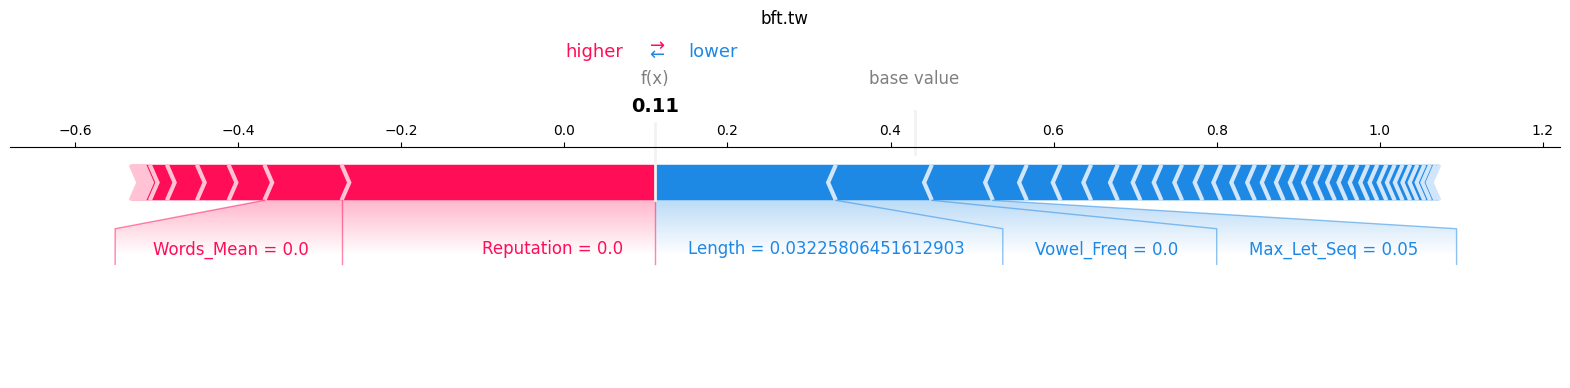 bft.tw
higher ⇄ lower
f(x) base value
0.11
−0.6 −0.4 −0.2 0.0 0.2 0.4 0.6 0.8 1.0 1.2
Words_Mean = 0.0 Reputation = 0.0 Length = 0.03225806451612903 Vowel_Freq = 0.0 Max_Let_Seq = 0.05